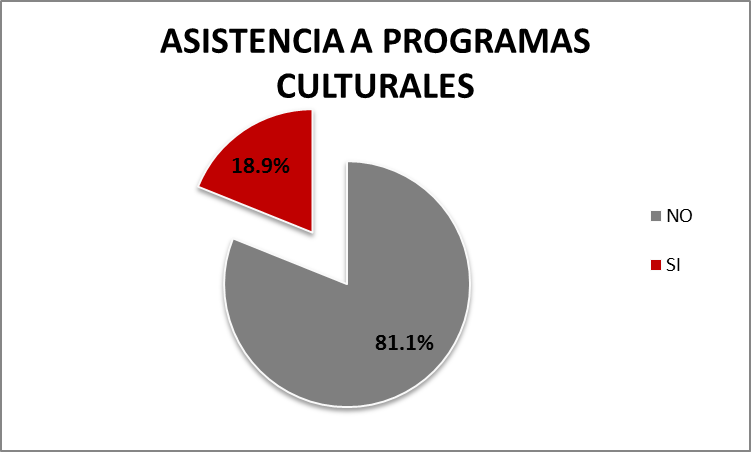 ASISTENCIA A PROGRAMAS
CULTURALES
18.9%
NO
SI
81.1%